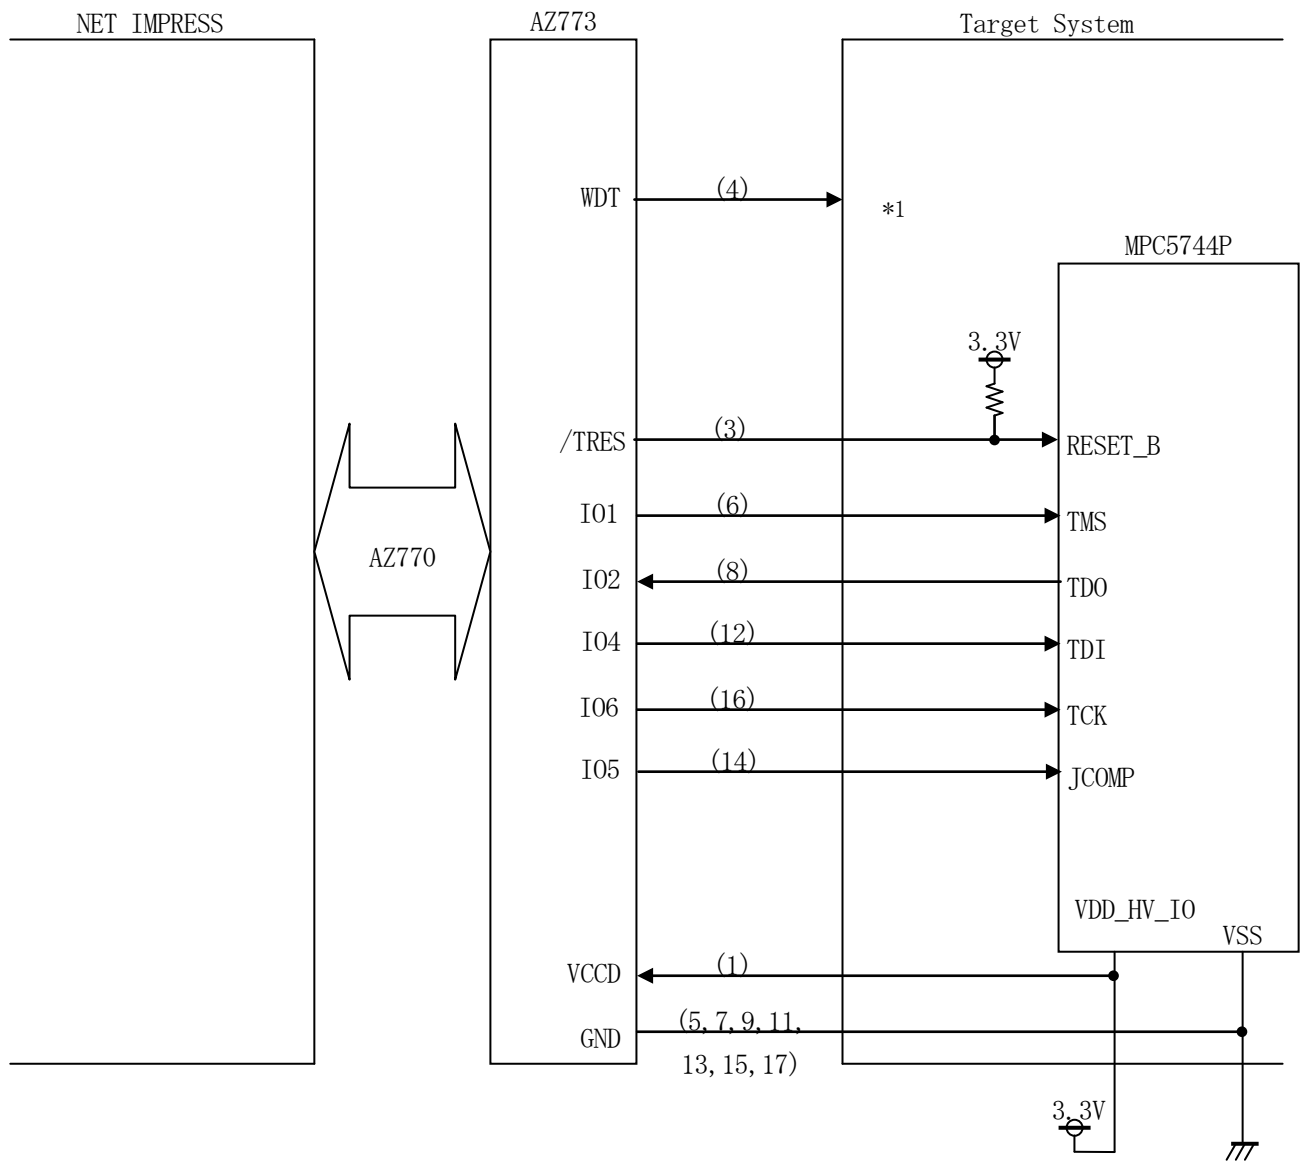 NET IMPRESS
AZ773
Target System
WDT
(4)
*1
MPC5744P
3.3V
/TRES
(3)
RESET_B
IO1
(6)
TMS
AZ770
IO2
(8)
TDO
IO4
(12)
TDI
IO6
(16)
TCK
IO5
(14)
JCOMP
VDD_HV_IO
VSS
VCCD
(1)
GND
(5,7,9,11,
13,15,17)
3.3V